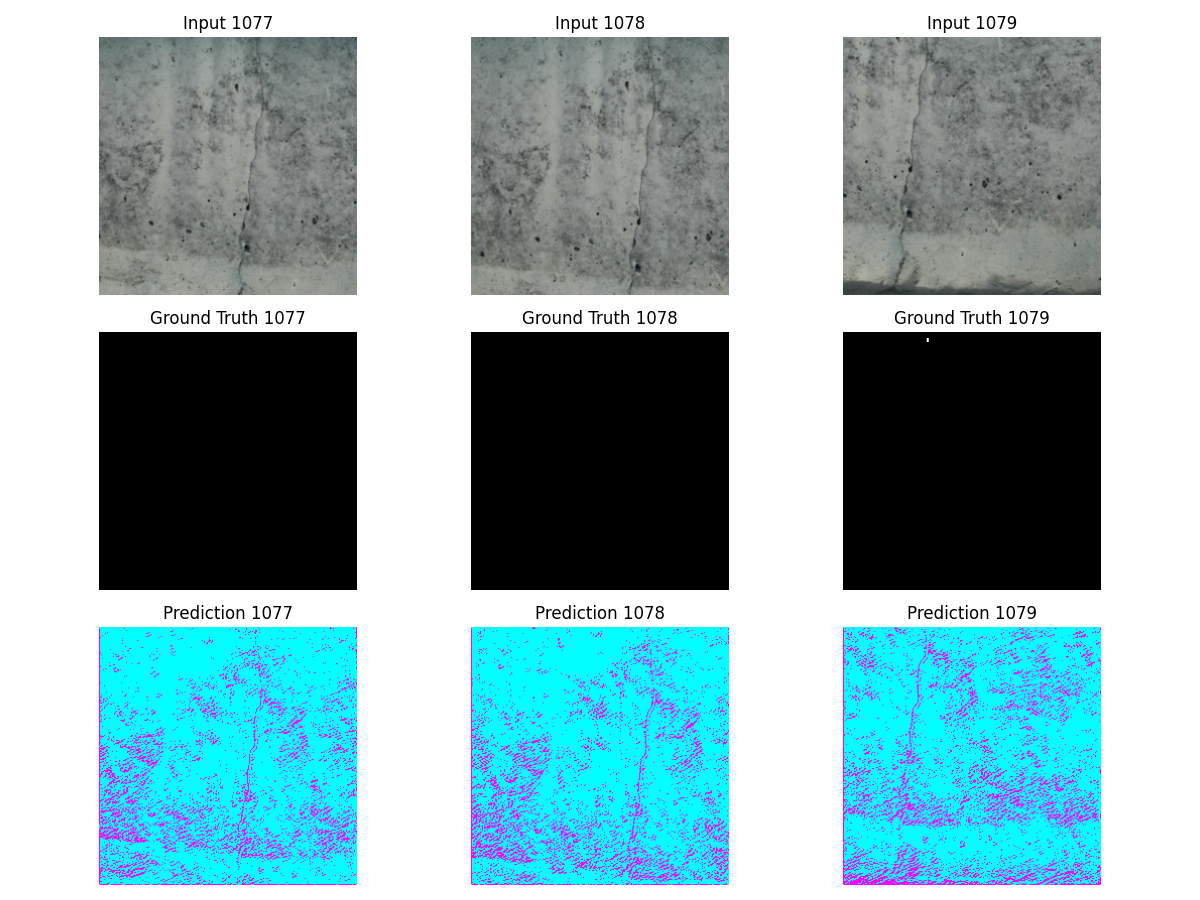 Input 1077
Input 1078
Input 1079
Ground Truth 1077
Ground Truth 1078
Ground Truth 1079
Prediction 1077
Prediction 1078
Prediction 1079